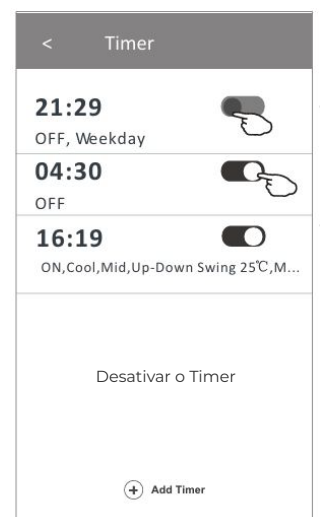 < Timer
21:29
OFF, Weekday
04:30
OFF
16:19
ON,Cool,Mid,Up-Down Swing 25℃,M...
Desativar o Timer
+ Add Timer